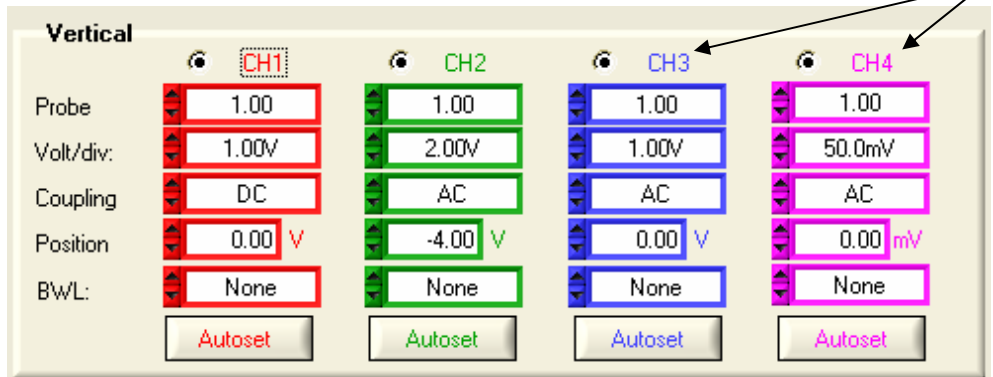 Vertical
CH1 CH2 CH3 CH4
Probe 1.00 1.00 1.00 1.00
Volt/div: 1.00V 2.00V 1.00V 50.0mV
Coupling DC AC AC AC
Position 0.00 V -4.00 V 0.00 V 0.00 mV
BWL: None None None None
Autoset Autoset Autoset Autoset